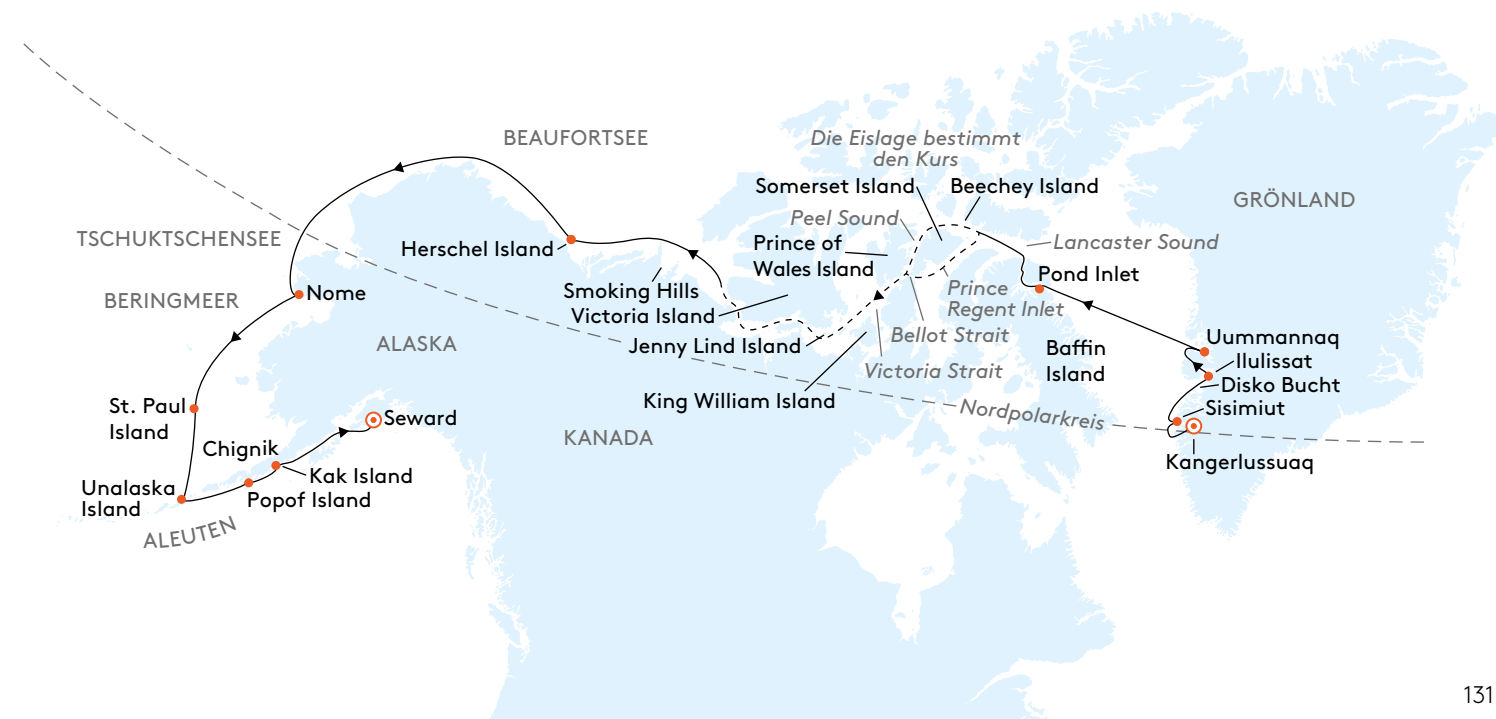 BEAUFORTSEE
Die Eislage bestimmt
den Kurs
Somerset Island
Beechey Island
GRÖNLAND
Peel Sound
TSCHUKTSCHENSEE
Herschel Island
Prince of
Wales Island
Lancaster Sound
Pond Inlet
BERINGMEER
Nome
Smoking Hills
Victoria Island
Prince
Regent Inlet
Bellot Strait
Jenny Lind Island
ALASKA
Victoria Strait
Baffin
Island
Uummannaq
Ilulissat
Disko Bucht
Sisimiut
King William Island
Nordpolarkreis
St. Paul
Island
Seward
KANADA
Chignik
Kak Island
Kangerlussuaq
Unalaska
Island
Popof Island
ALEUTEN
131